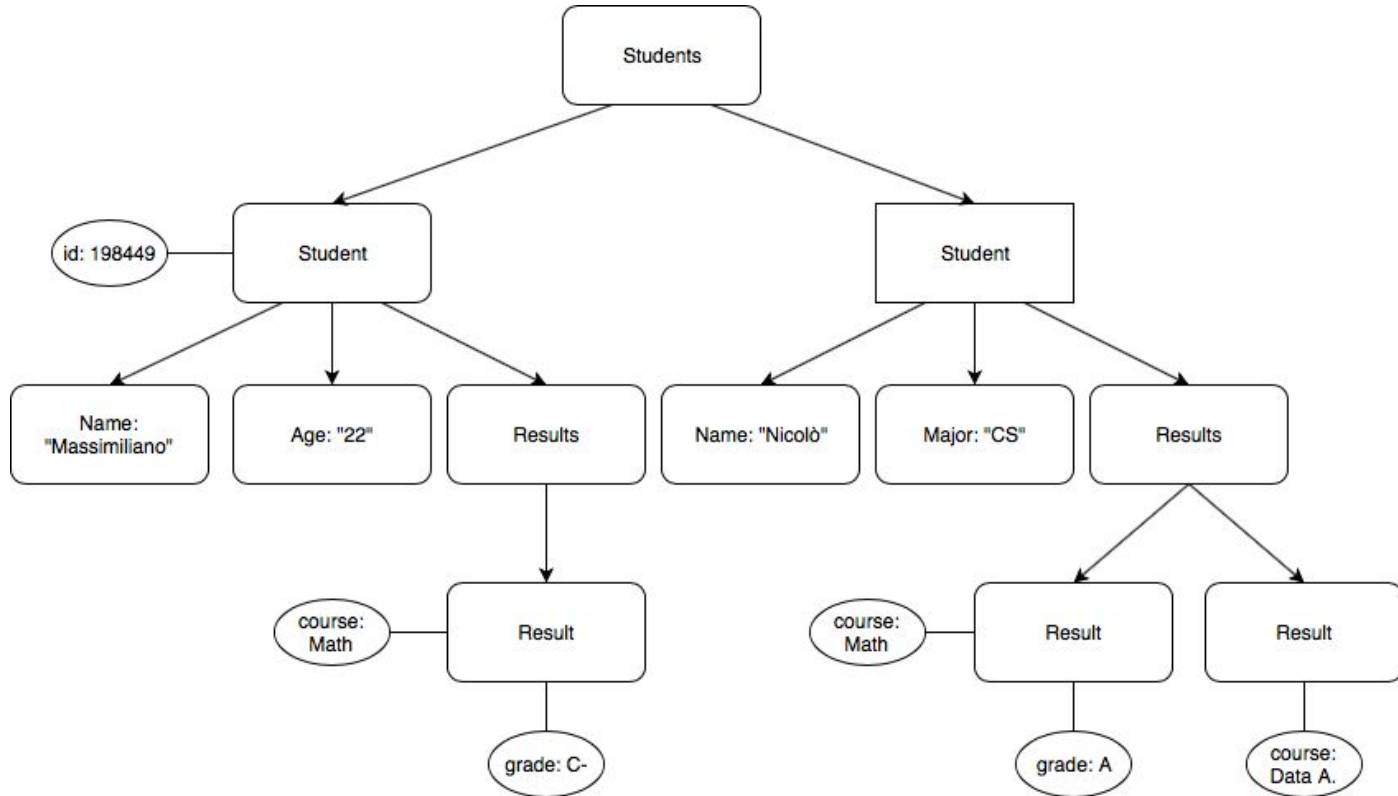 Students
id: 198449
Student
Student
Name:
"Massimiliano"
Age: "22"
Results
Name: "Nicolò"
Major: "CS"
Results
course:
Math
Result
course:
Math
Result
Result
grade: C-
grade: A
course:
Data A.